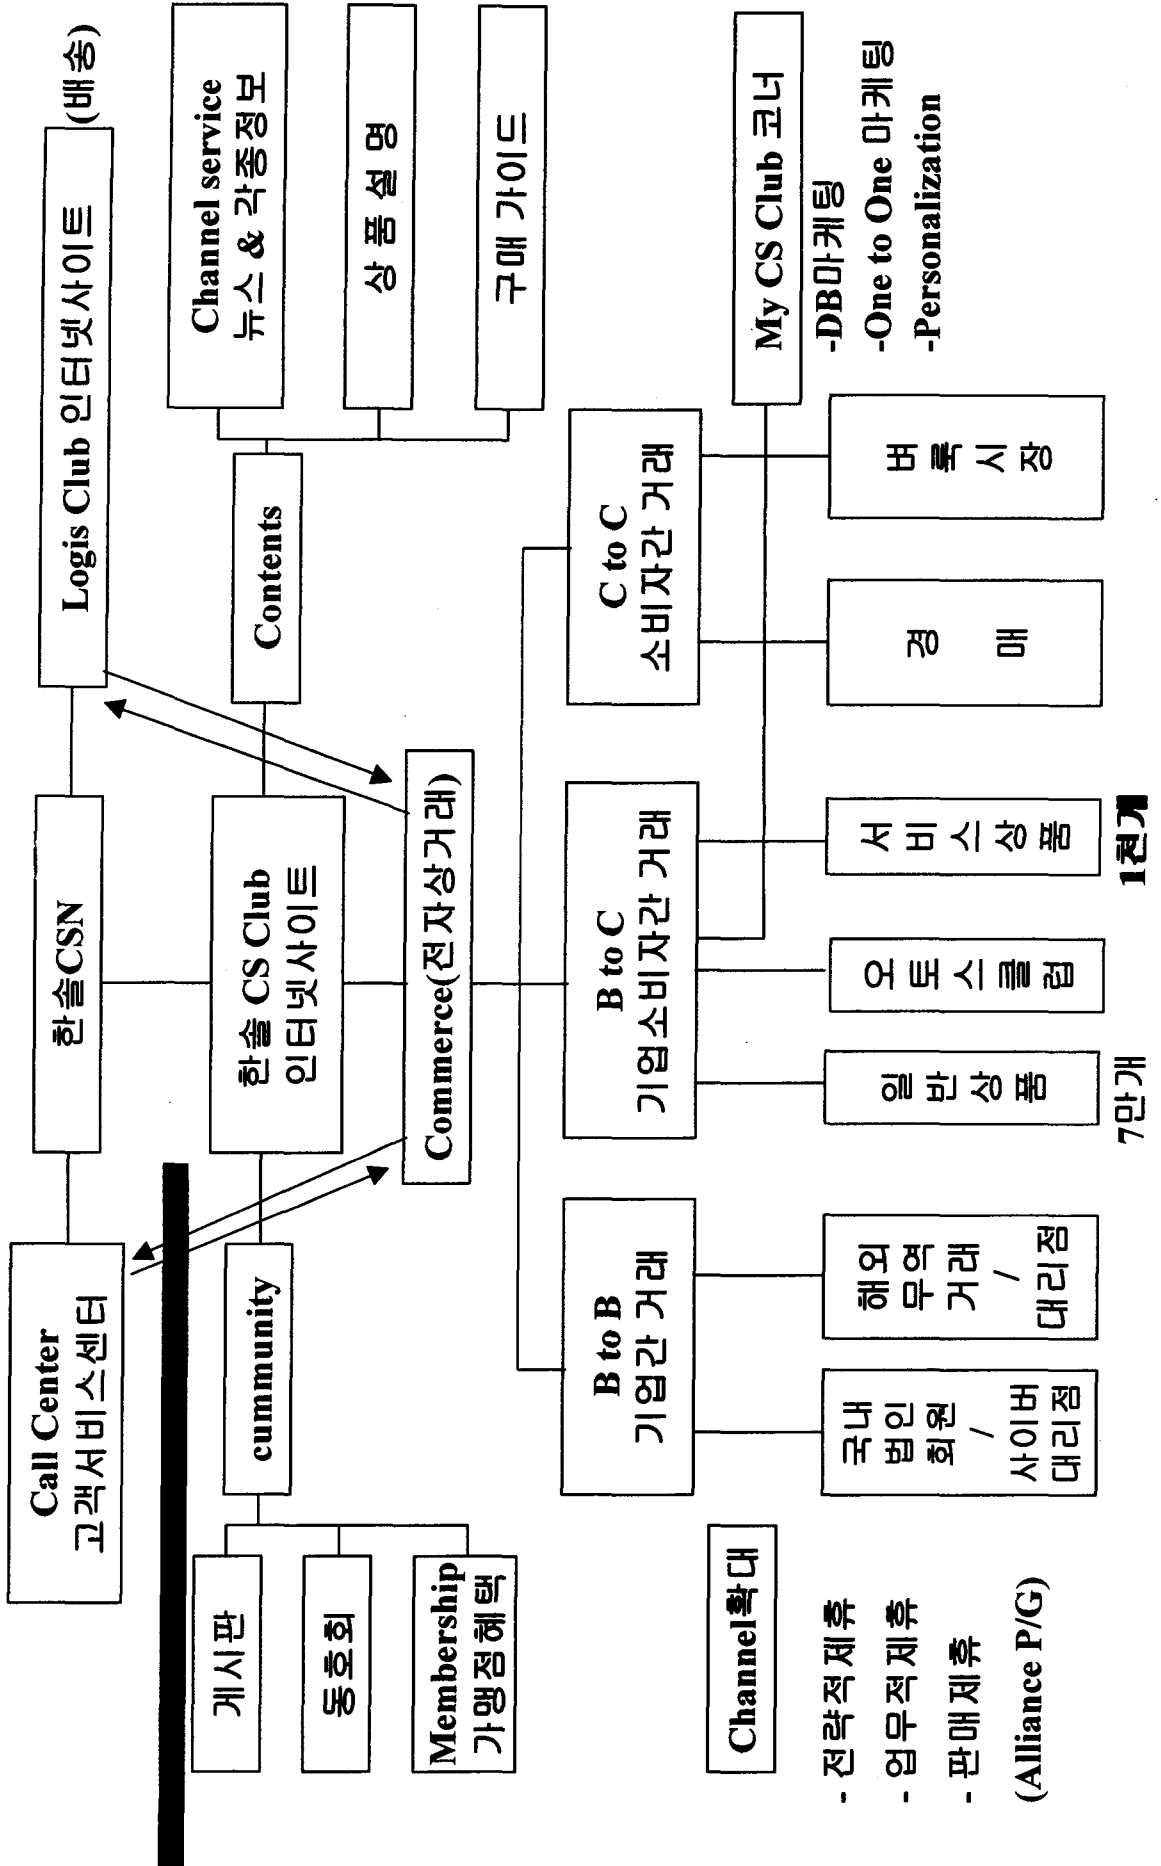 Call Center
고객서비스센터
한솔CSN
Logis Club 인터넷사이트 (배송)
한솔 CS Club
인터넷사이트
cummunity
게시판
동호회
Membership
가맹점혜택
Contents
Channel service
뉴스 & 각종정보
상품설명
구매 가이드
Commerce(전자상거래)
B to B
기업간 거래
B to C
기업소비자간 거래
C to C
소비자간 거래
My CS Club 코너
-DB마케팅
-One to One 마케팅
-Personalization
Channel확대
- 전략적제휴
- 업무적제휴
- 판매제휴
(Alliance P/G)
국내
법인
회원
/
사이버
대리점
해외
무역
거래
/
대리점
일반상품
7만개
오토스클럽
서비스상품
1천개
경 매
벼룩시장